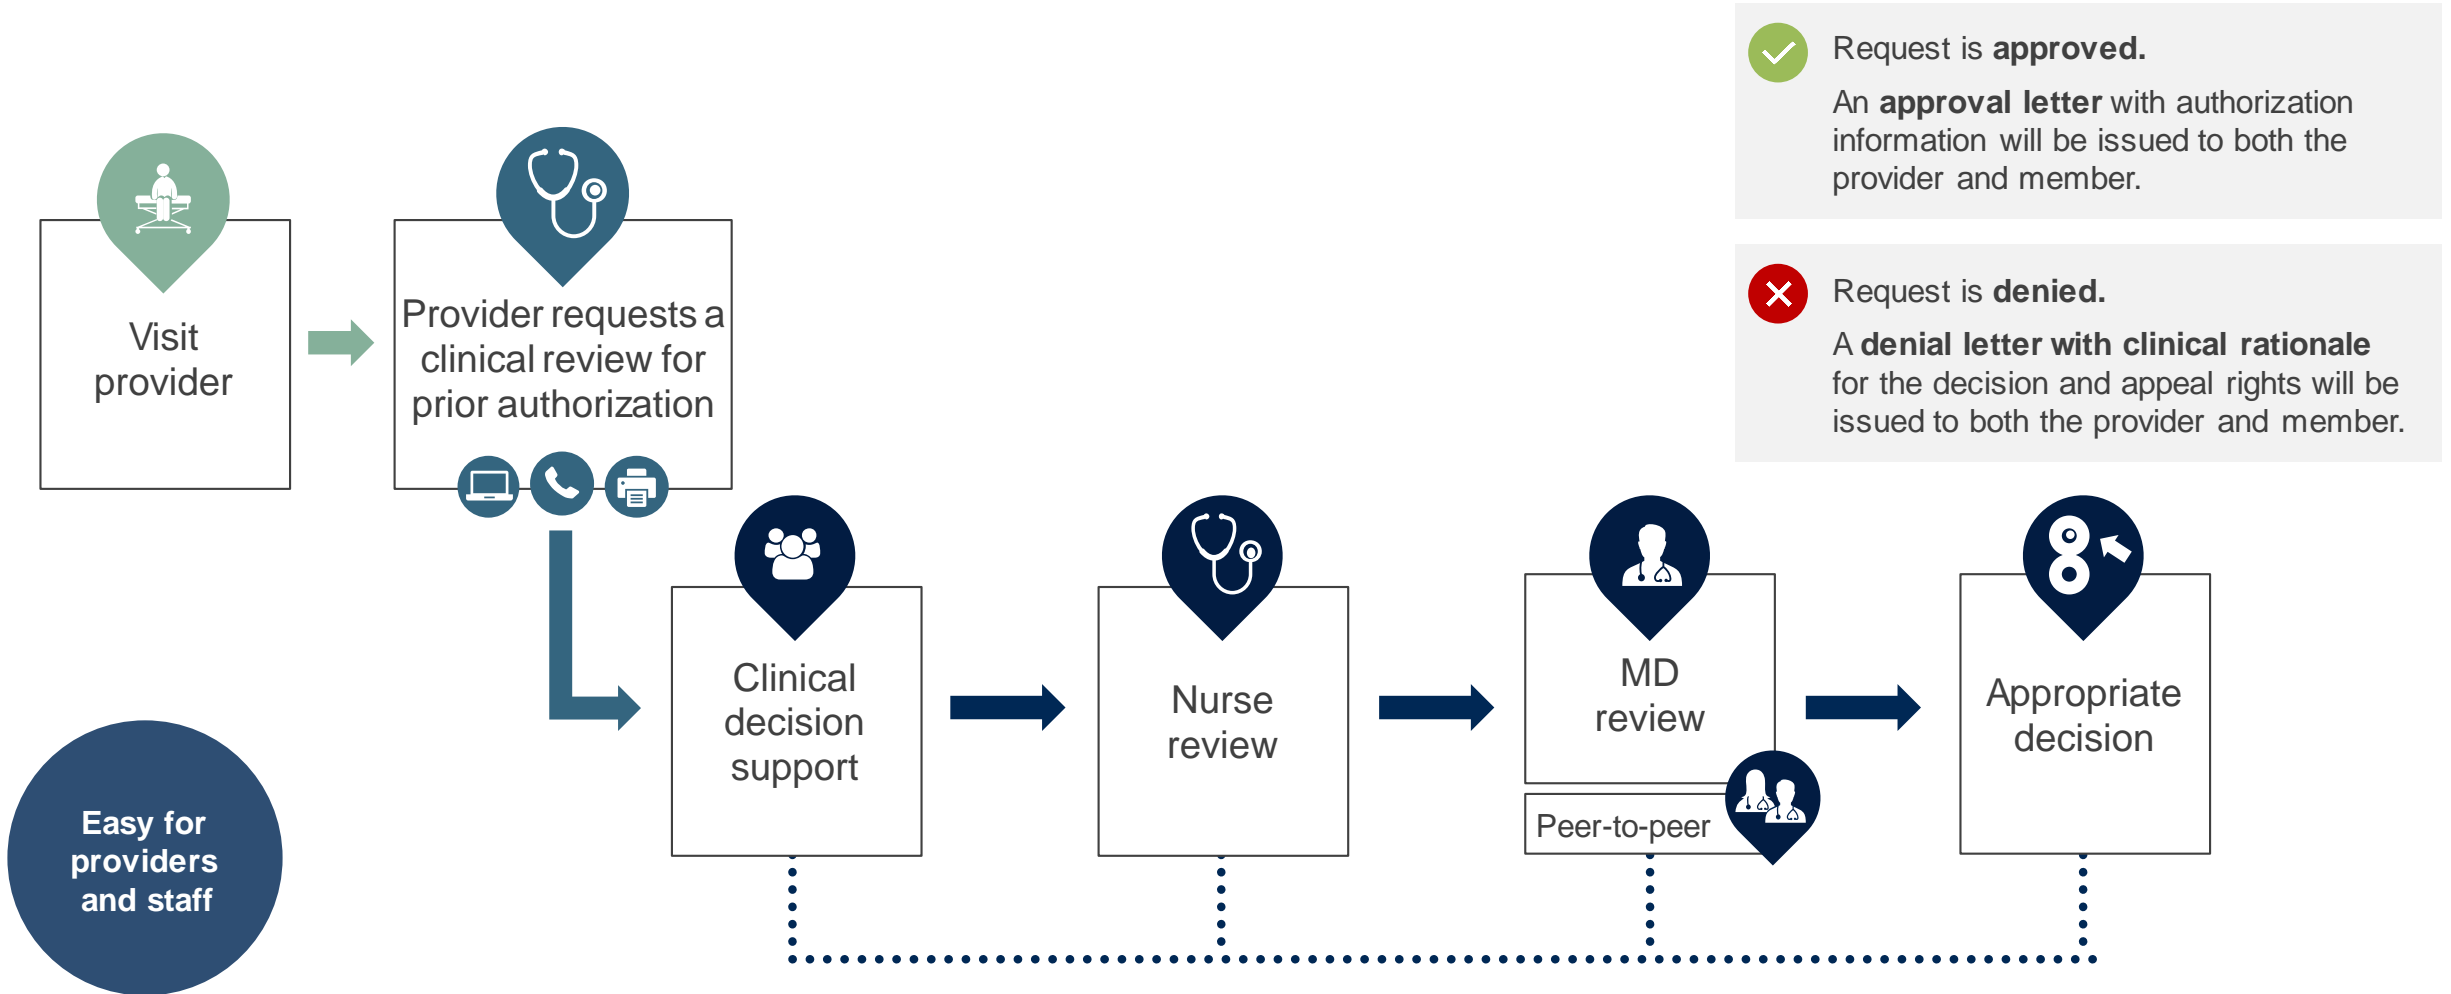 Request is approved.
An approval letter with authorization
information will be issued to both the
provider and member.
Request is denied.
A denial letter with clinical rationale
for the decision and appeal rights will be
issued to both the provider and member.
Visit
provider
Provider requests a
clinical review for
prior authorization
Clinical
decision
support
Nurse
review
MD
review
Peer-to-peer
Appropriate
decision
Easy for
providers
and staff